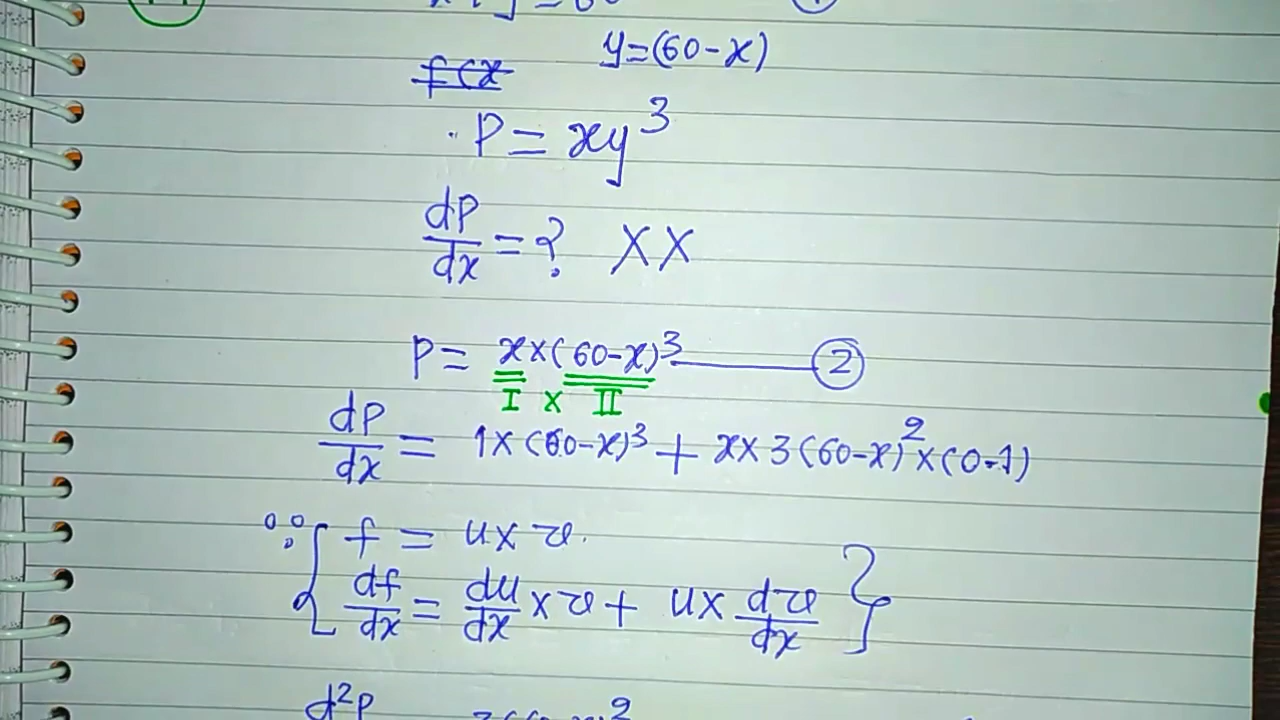 y=(60-x)
f(x
P = xy³
dP/dx = ? XX
P = x×(60-x)³ — 2
I × II
dP/dx = 1×(60-x)³ + x×3(60-x)²×(0-1)
∵ { f = u×v.
df/dx = du/dx × v + u× dv/dx }
d²P